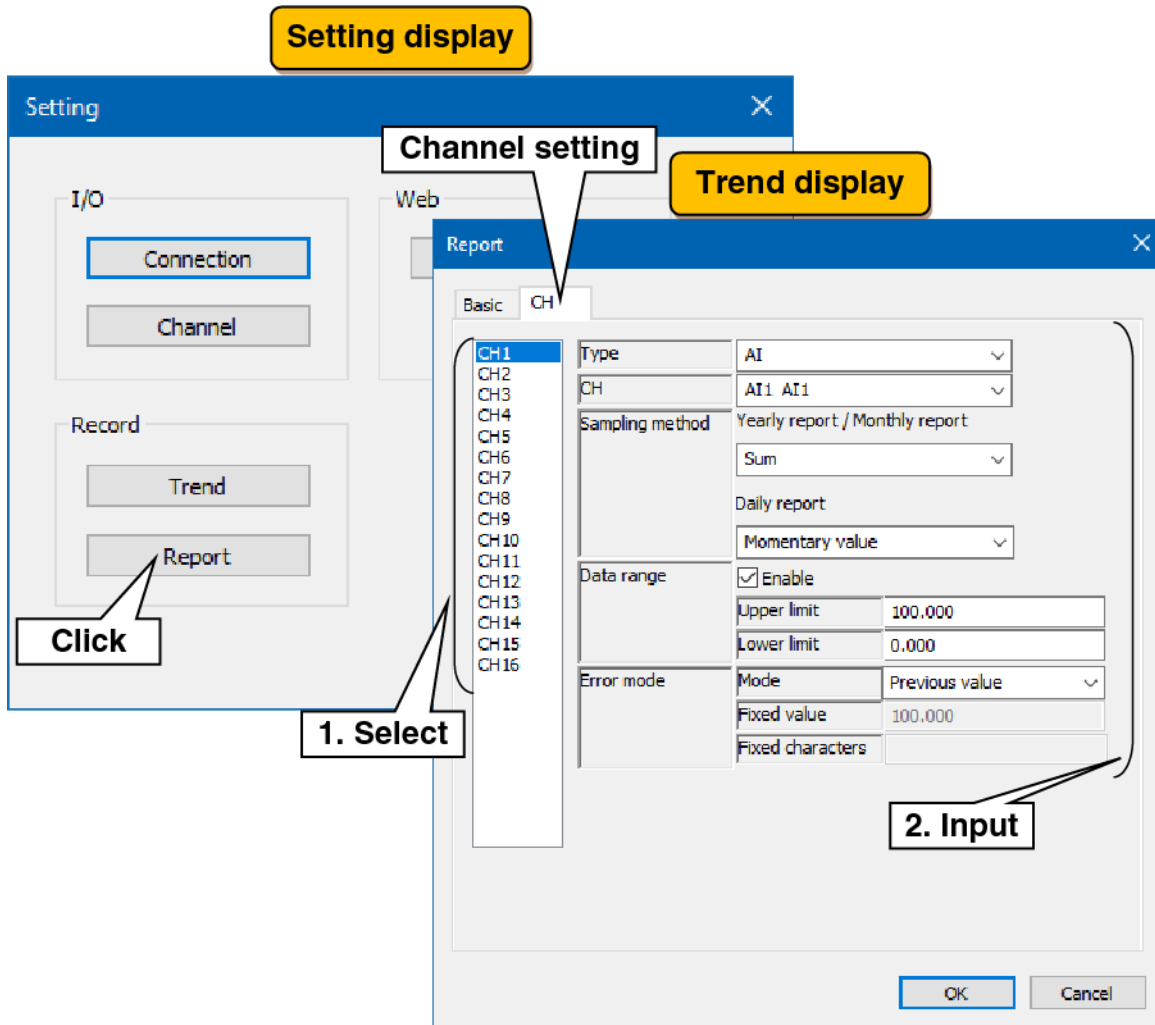 Setting display
Setting
Channel setting
Trend display
I/O
Connection
Channel
Web
Record
Trend
Report
Click
Report
Basic
CH
CH1
CH2
CH3
CH4
CH5
CH6
CH7
CH8
CH9
CH10
CH11
CH12
CH13
CH14
CH15
CH16
1. Select
Type
AI
CH
AI1 AI1
Sampling method
Yearly report / Monthly report
Sum
Daily report
Momentary value
Data range
Enable
Upper limit
100.000
Lower limit
0.000
Error mode
Mode
Previous value
Fixed value
100.000
Fixed characters
2. Input
OK
Cancel